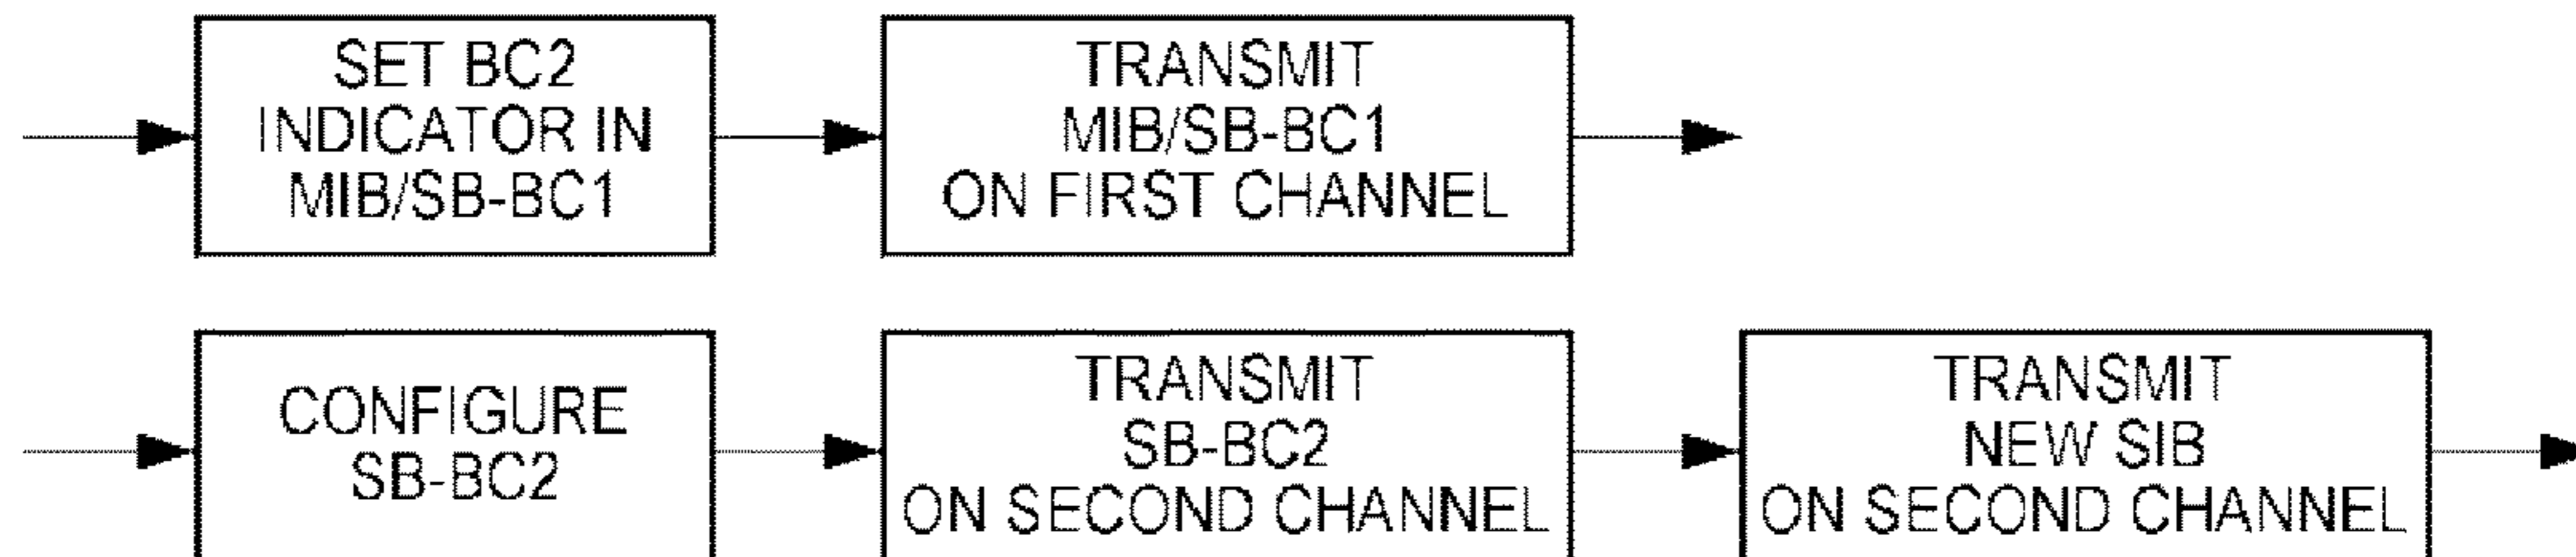 SET BC2
INDICATOR IN
MIB/SB-BC1
TRANSMIT
MIB/SB-BC1
ON FIRST CHANNEL
CONFIGURE
SB-BC2
TRANSMIT
SB-BC2
ON SECOND CHANNEL
TRANSMIT
NEW SIB
ON SECOND CHANNEL